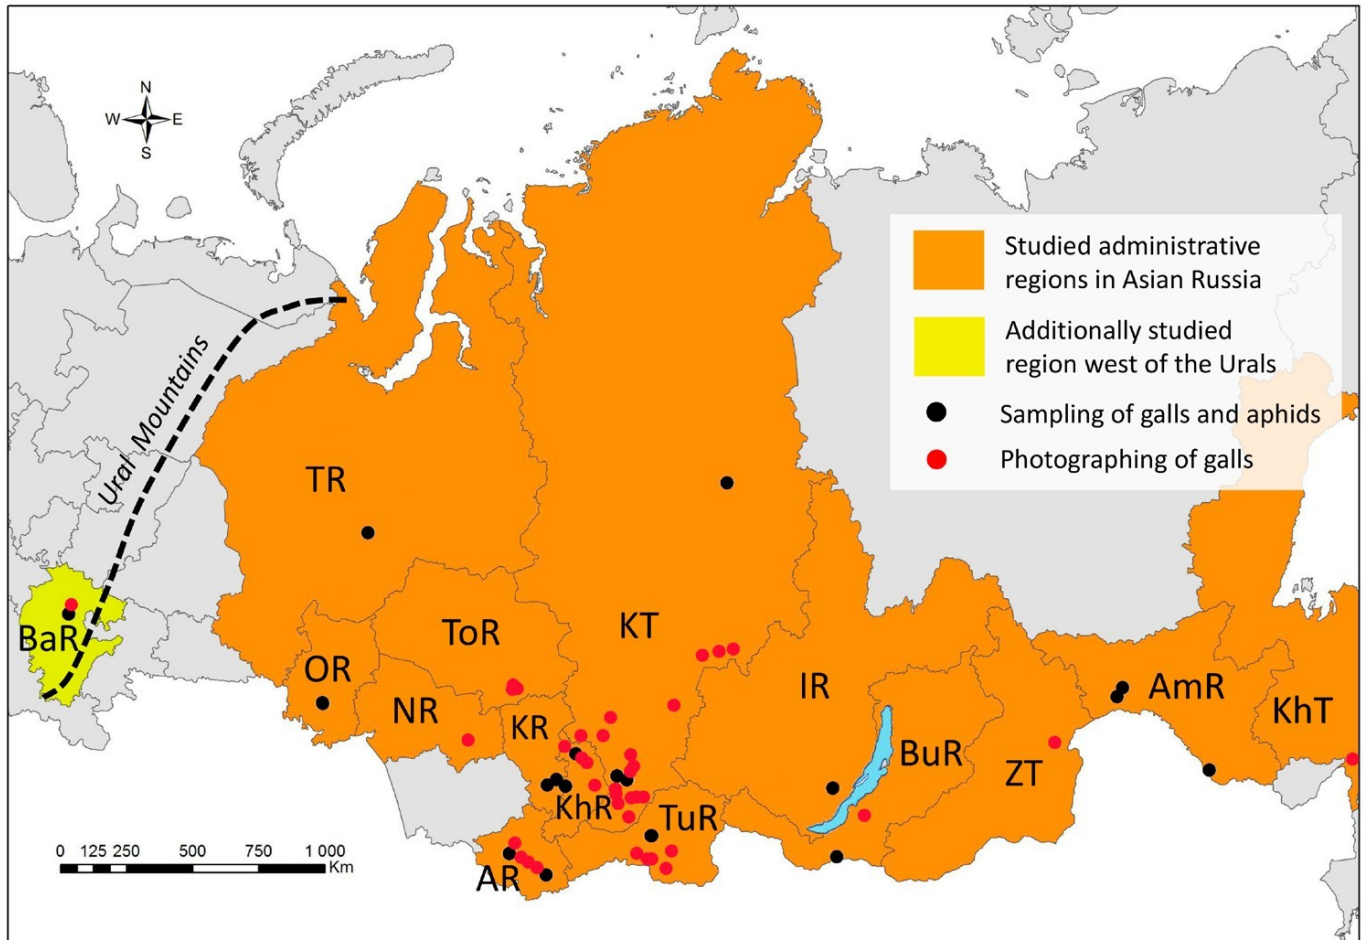 N
W E
S
Ural Mountains
Studied administrative
regions in Asian Russia
Additionally studied
region west of the Urals
Sampling of galls and aphids
Photographing of galls
TR
BaR
ToR
KT
OR
NR
KR
IR
AmR
KhT
BuR
ZT
KhR
TuR
AR
0 125 250 500 750 1 000
Km